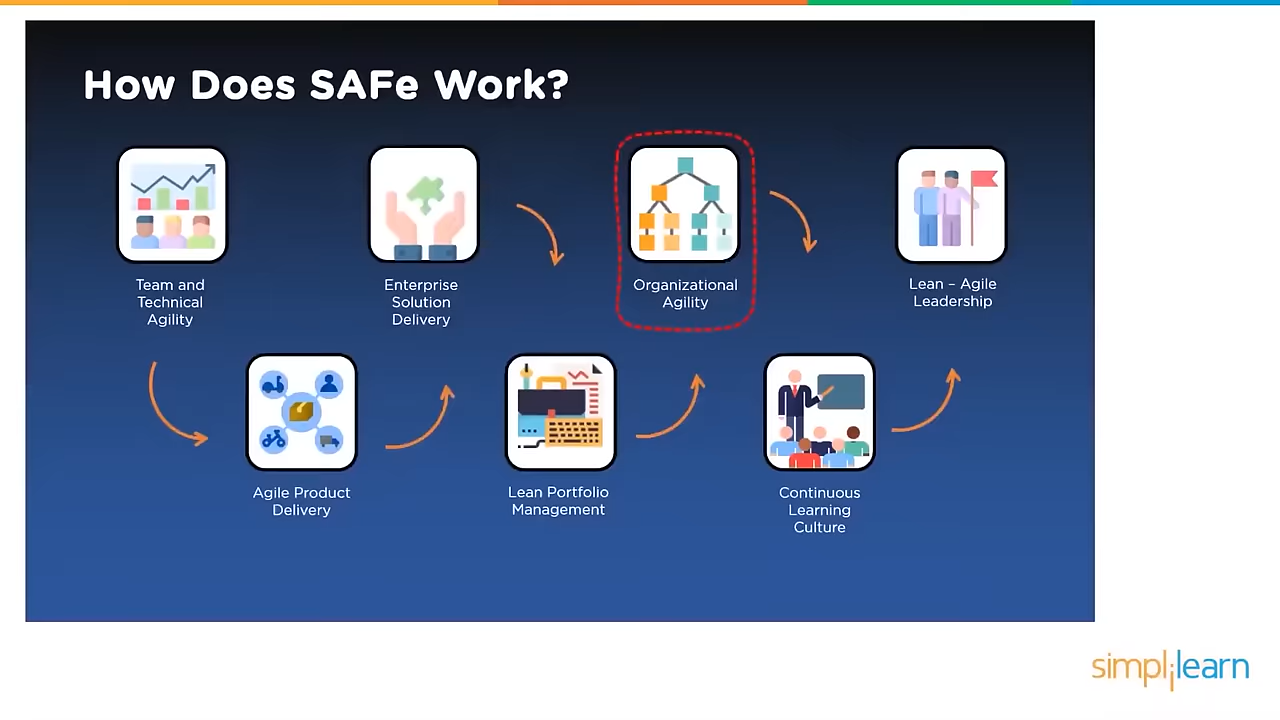 How Does SAFe Work?
Team and
Technical
Agility
Enterprise
Solution
Delivery
Organizational
Agility
Lean – Agile
Leadership
Agile Product
Delivery
Lean Portfolio
Management
Continuous
Learning
Culture
simplilearn